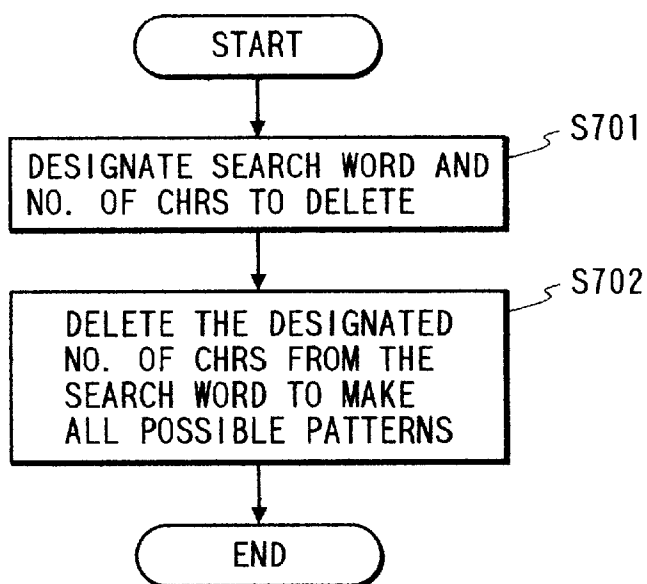 START
S701
DESIGNATE SEARCH WORD AND
NO. OF CHRS TO DELETE
S702
DELETE THE DESIGNATED
NO. OF CHRS FROM THE
SEARCH WORD TO MAKE
ALL POSSIBLE PATTERNS
END